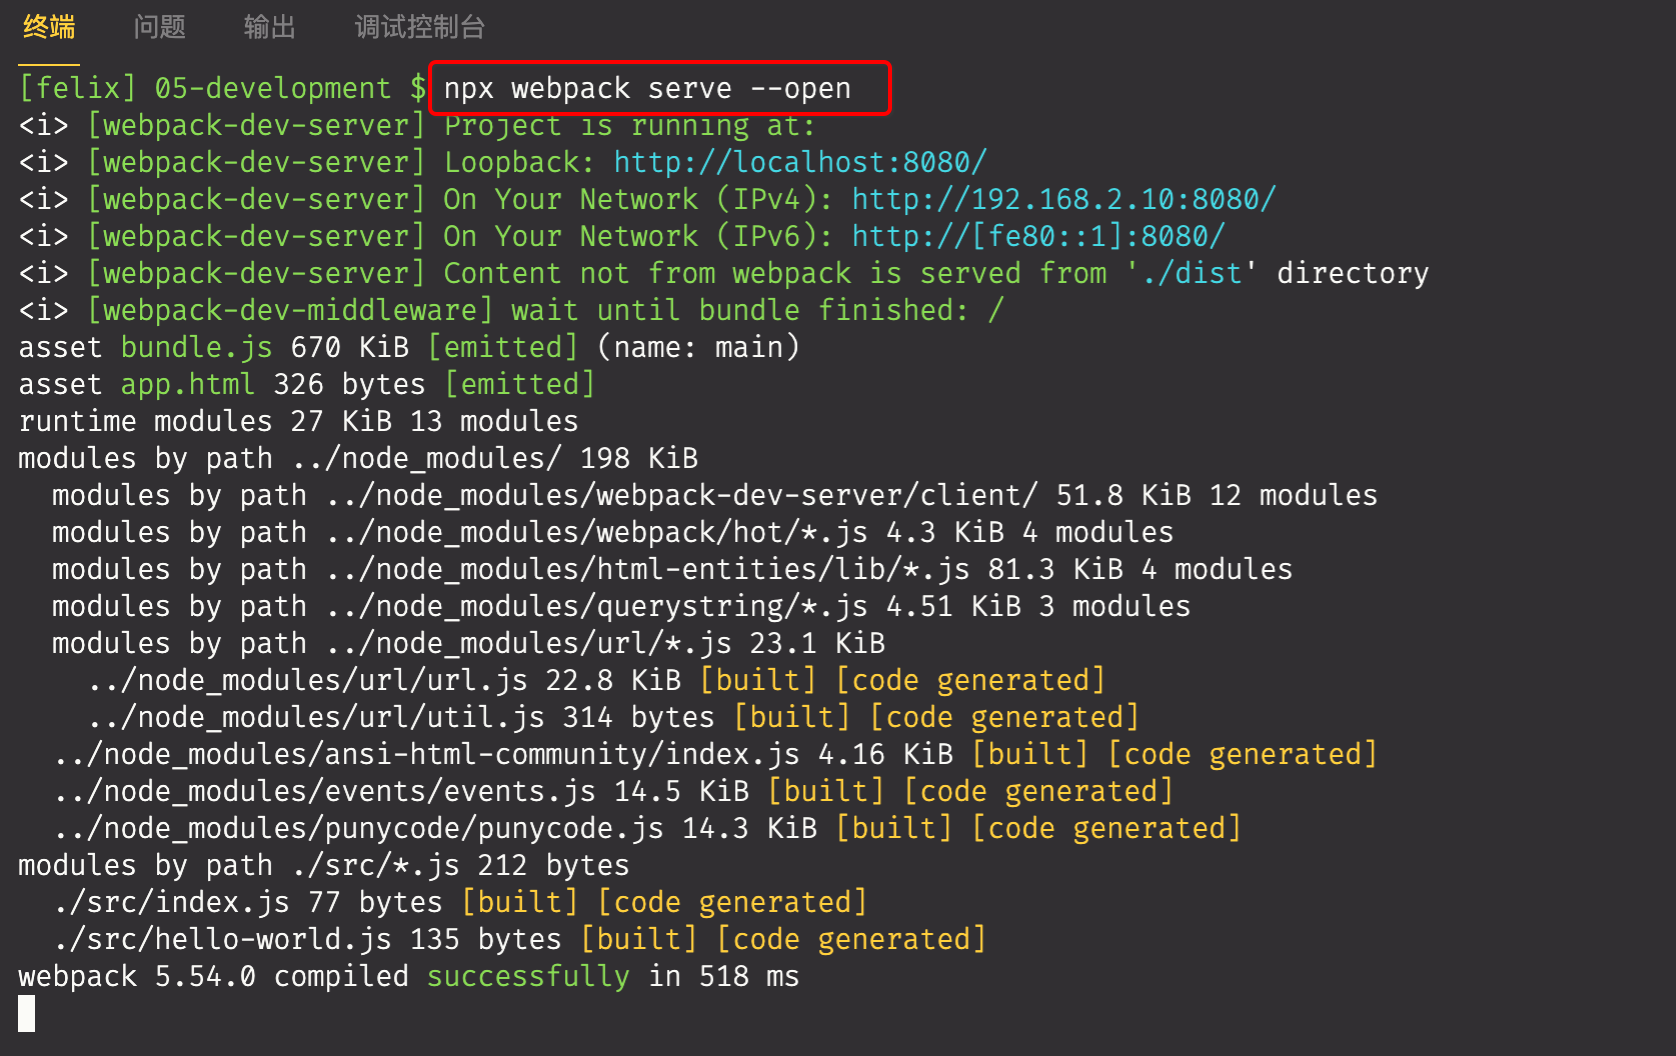 终端 问题 输出 调试控制台
[felix] 05-development $ npx webpack serve --open
<i> [webpack-dev-server] Project is running at:
<i> [webpack-dev-server] Loopback: http://localhost:8080/
<i> [webpack-dev-server] On Your Network (IPv4): http://192.168.2.10:8080/
<i> [webpack-dev-server] On Your Network (IPv6): http://[fe80::1]:8080/
<i> [webpack-dev-server] Content not from webpack is served from './dist' directory
<i> [webpack-dev-middleware] wait until bundle finished: /
asset bundle.js 670 KiB [emitted] (name: main)
asset app.html 326 bytes [emitted]
runtime modules 27 KiB 13 modules
modules by path ../node_modules/ 198 KiB
  modules by path ../node_modules/webpack-dev-server/client/ 51.8 KiB 12 modules
  modules by path ../node_modules/webpack/hot/*.js 4.3 KiB 4 modules
  modules by path ../node_modules/html-entities/lib/*.js 81.3 KiB 4 modules
  modules by path ../node_modules/querystring/*.js 4.51 KiB 3 modules
  modules by path ../node_modules/url/*.js 23.1 KiB
    ../node_modules/url/url.js 22.8 KiB [built] [code generated]
    ../node_modules/url/util.js 314 bytes [built] [code generated]
  ../node_modules/ansi-html-community/index.js 4.16 KiB [built] [code generated]
  ../node_modules/events/events.js 14.5 KiB [built] [code generated]
  ../node_modules/punycode/punycode.js 14.3 KiB [built] [code generated]
modules by path ./src/*.js 212 bytes
  ./src/index.js 77 bytes [built] [code generated]
  ./src/hello-world.js 135 bytes [built] [code generated]
webpack 5.54.0 compiled successfully in 518 ms